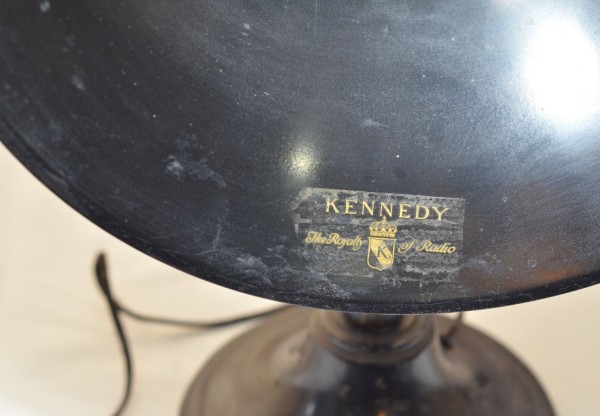 KENNEDY
The Royalty of Radio
K